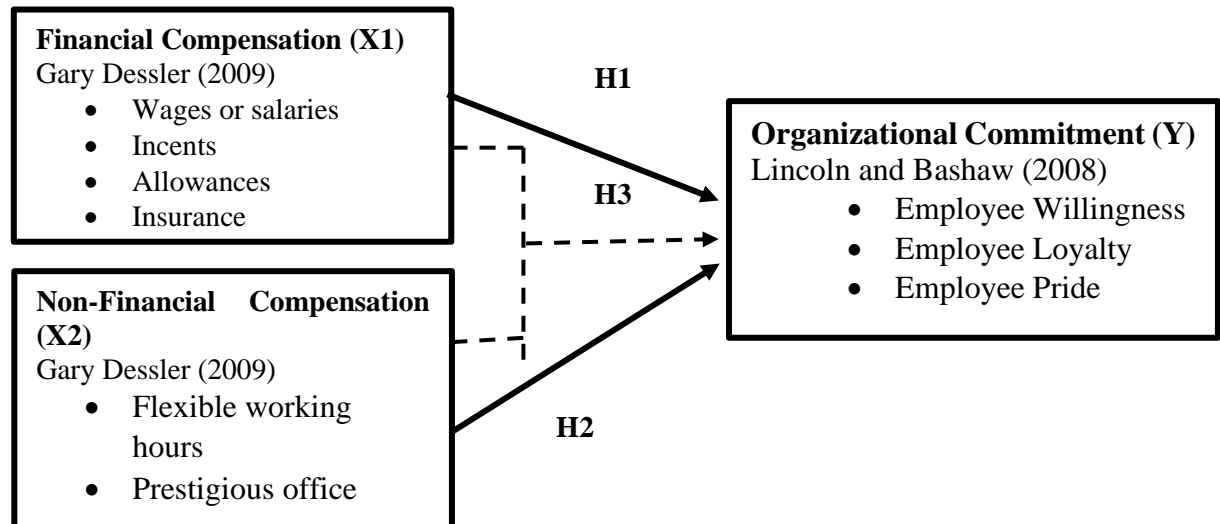 Financial Compensation (X1)
Gary Dessler (2009)
• Wages or salaries
• Incents
• Allowances
• Insurance
Non-Financial Compensation
(X2)
Gary Dessler (2009)
• Flexible working
hours
• Prestigious office
H1
H3
H2
Organizational Commitment (Y)
Lincoln and Bashaw (2008)
• Employee Willingness
• Employee Loyalty
• Employee Pride